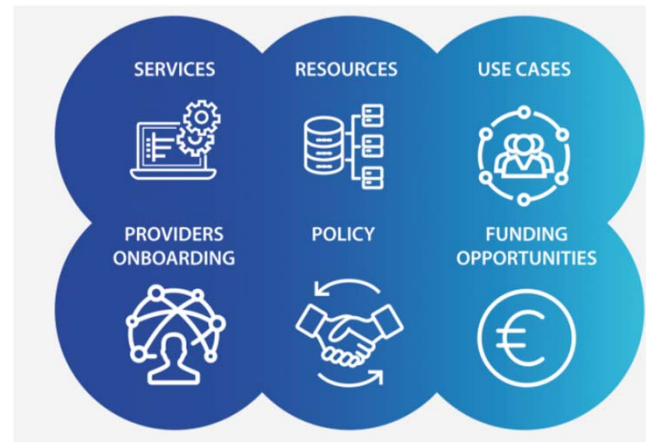 SERVICES
RESOURCES
USE CASES
PROVIDERS
ONBOARDING
POLICY
FUNDING
OPPORTUNITIES